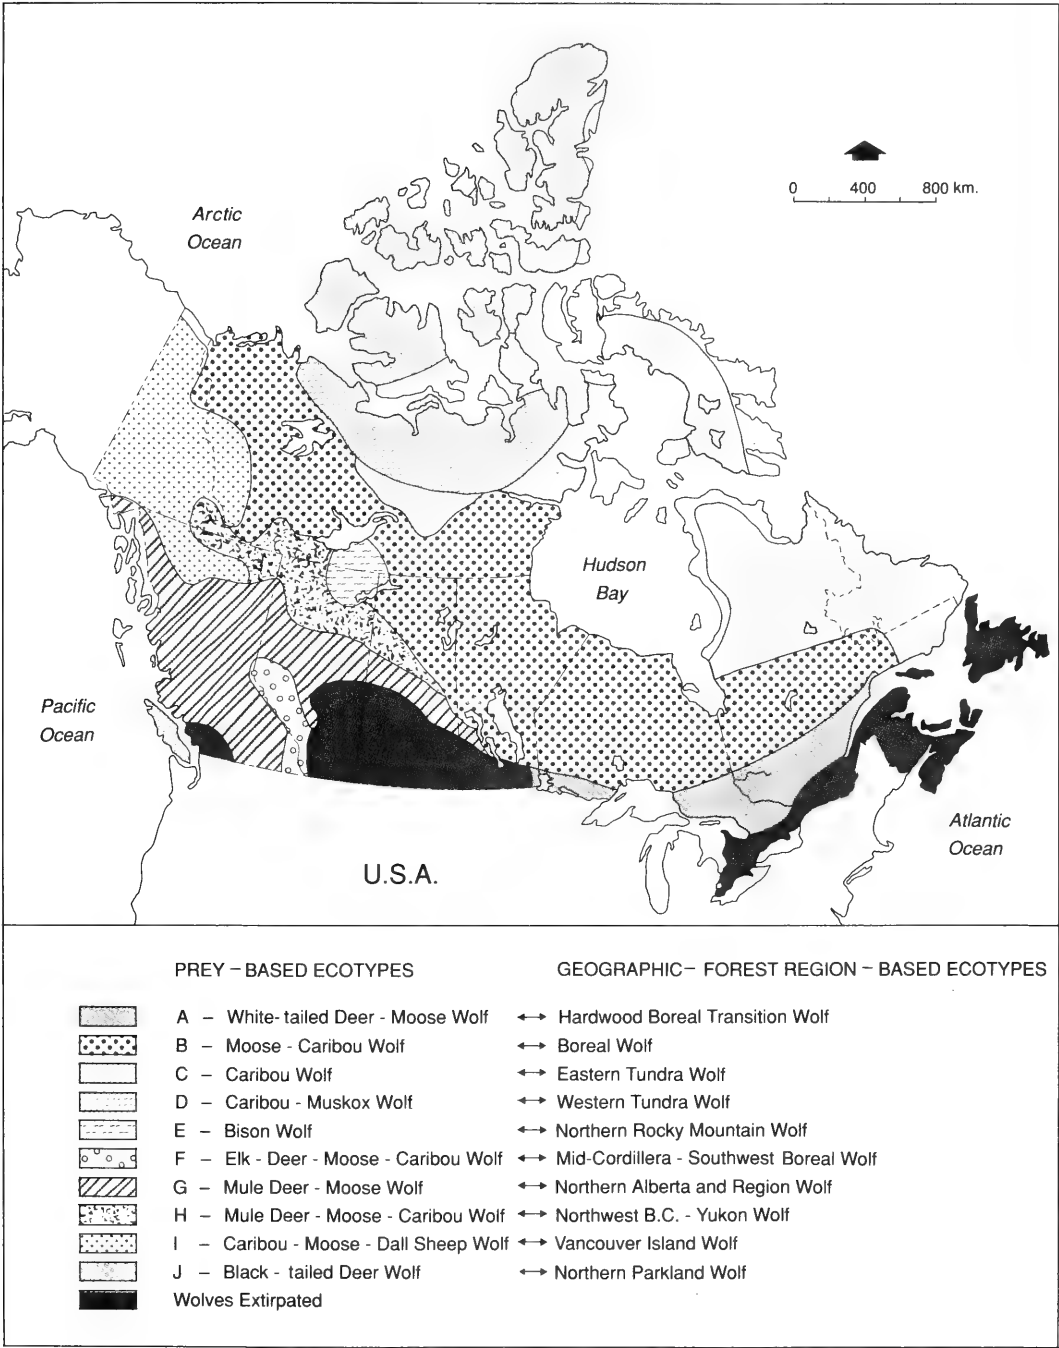 Arctic
Ocean
0 400 800 km.
Hudson
Bay
Pacific
Ocean
Atlantic
Ocean
U.S.A.
PREY – BASED ECOTYPES GEOGRAPHIC – FOREST REGION – BASED ECOTYPES
A – White-tailed Deer - Moose Wolf ↔ Hardwood Boreal Transition Wolf
B – Moose - Caribou Wolf ↔ Boreal Wolf
C – Caribou Wolf ↔ Eastern Tundra Wolf
D – Caribou - Muskox Wolf ↔ Western Tundra Wolf
E – Bison Wolf ↔ Northern Rocky Mountain Wolf
F – Elk - Deer - Moose - Caribou Wolf ↔ Mid-Cordillera - Southwest Boreal Wolf
G – Mule Deer - Moose Wolf ↔ Northern Alberta and Region Wolf
H – Mule Deer - Moose - Caribou Wolf ↔ Northwest B.C. - Yukon Wolf
I – Caribou - Moose - Dall Sheep Wolf ↔ Vancouver Island Wolf
J – Black - tailed Deer Wolf ↔ Northern Parkland Wolf
Wolves Extirpated